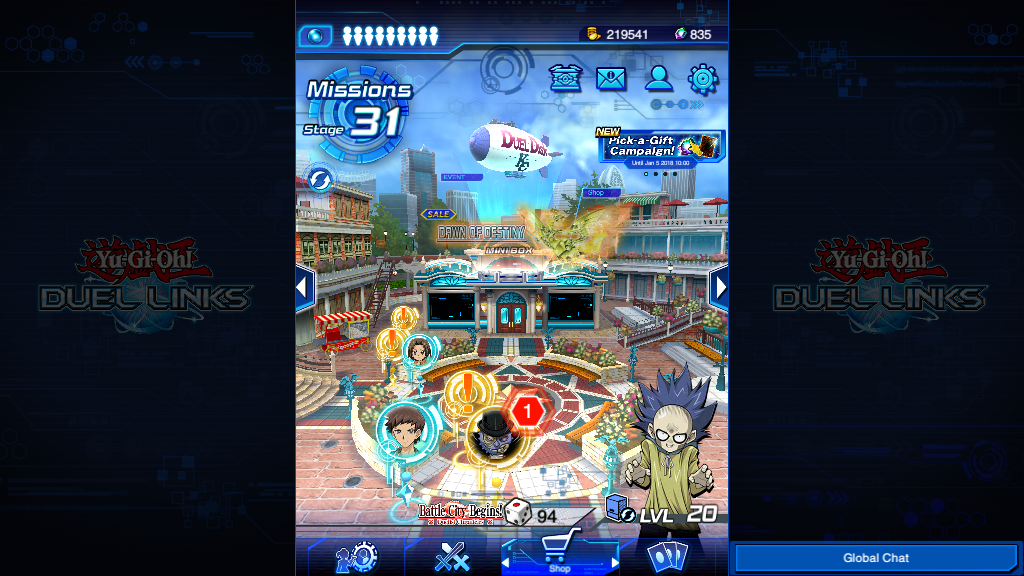 219541
835
Missions
Stage 31
DUEL DISK
KC
NEW
Pick-a-Gift
Campaign!
Until Jan 5 2018 10:00
EVENT
Shop
SALE
DAWN OF DESTINY
MINI BOX
Yu-Gi-Oh!
DUEL LINKS
Yu-Gi-Oh!
DUEL LINKS
1
Battle City Begins!
94
LVL 20
Shop
Global Chat